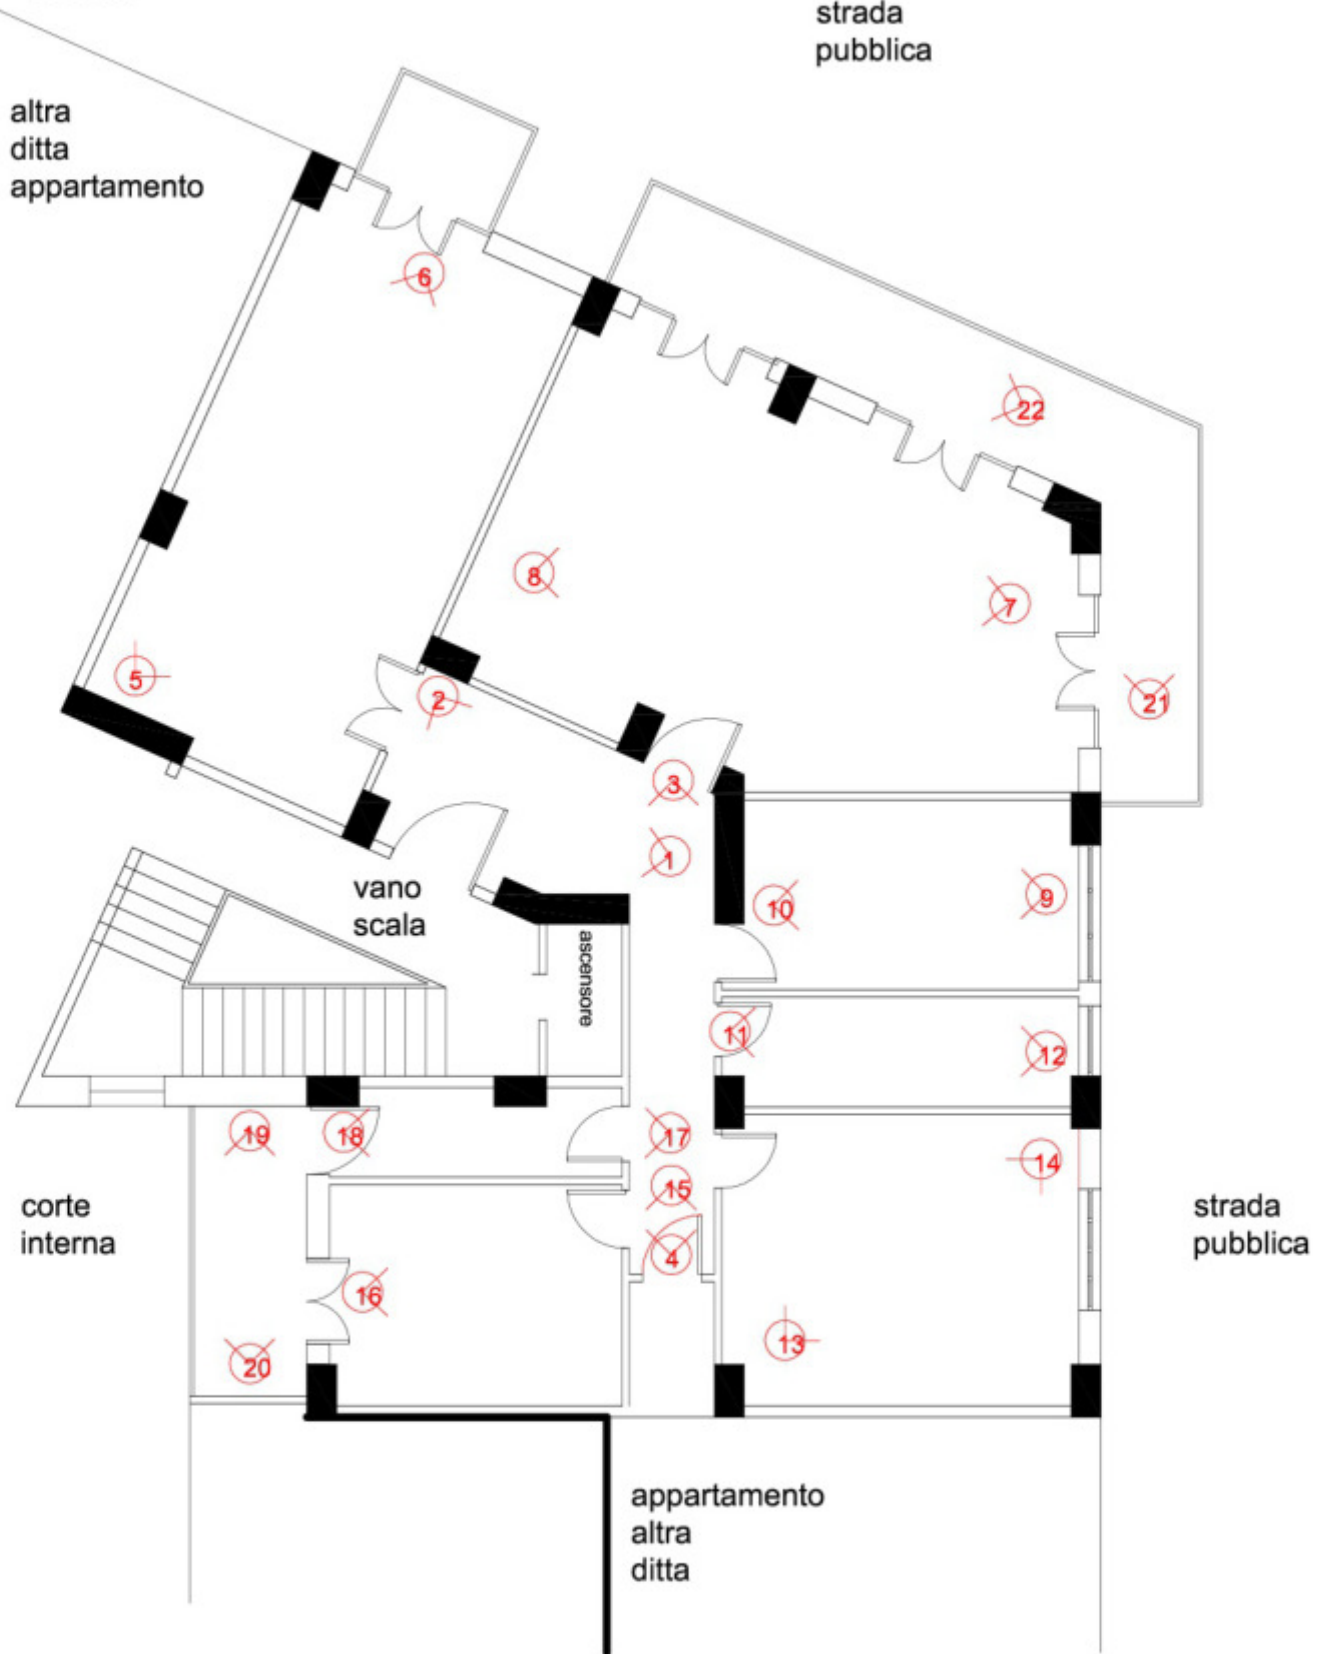 strada
pubblica
altra
ditta
appartamento
6
22
8
7
5
2
21
3
1
vano
scala
10
9
ascensore
11
12
19
18
17
14
15
corte
interna
strada
pubblica
4
16
13
20
appartamento
altra
ditta